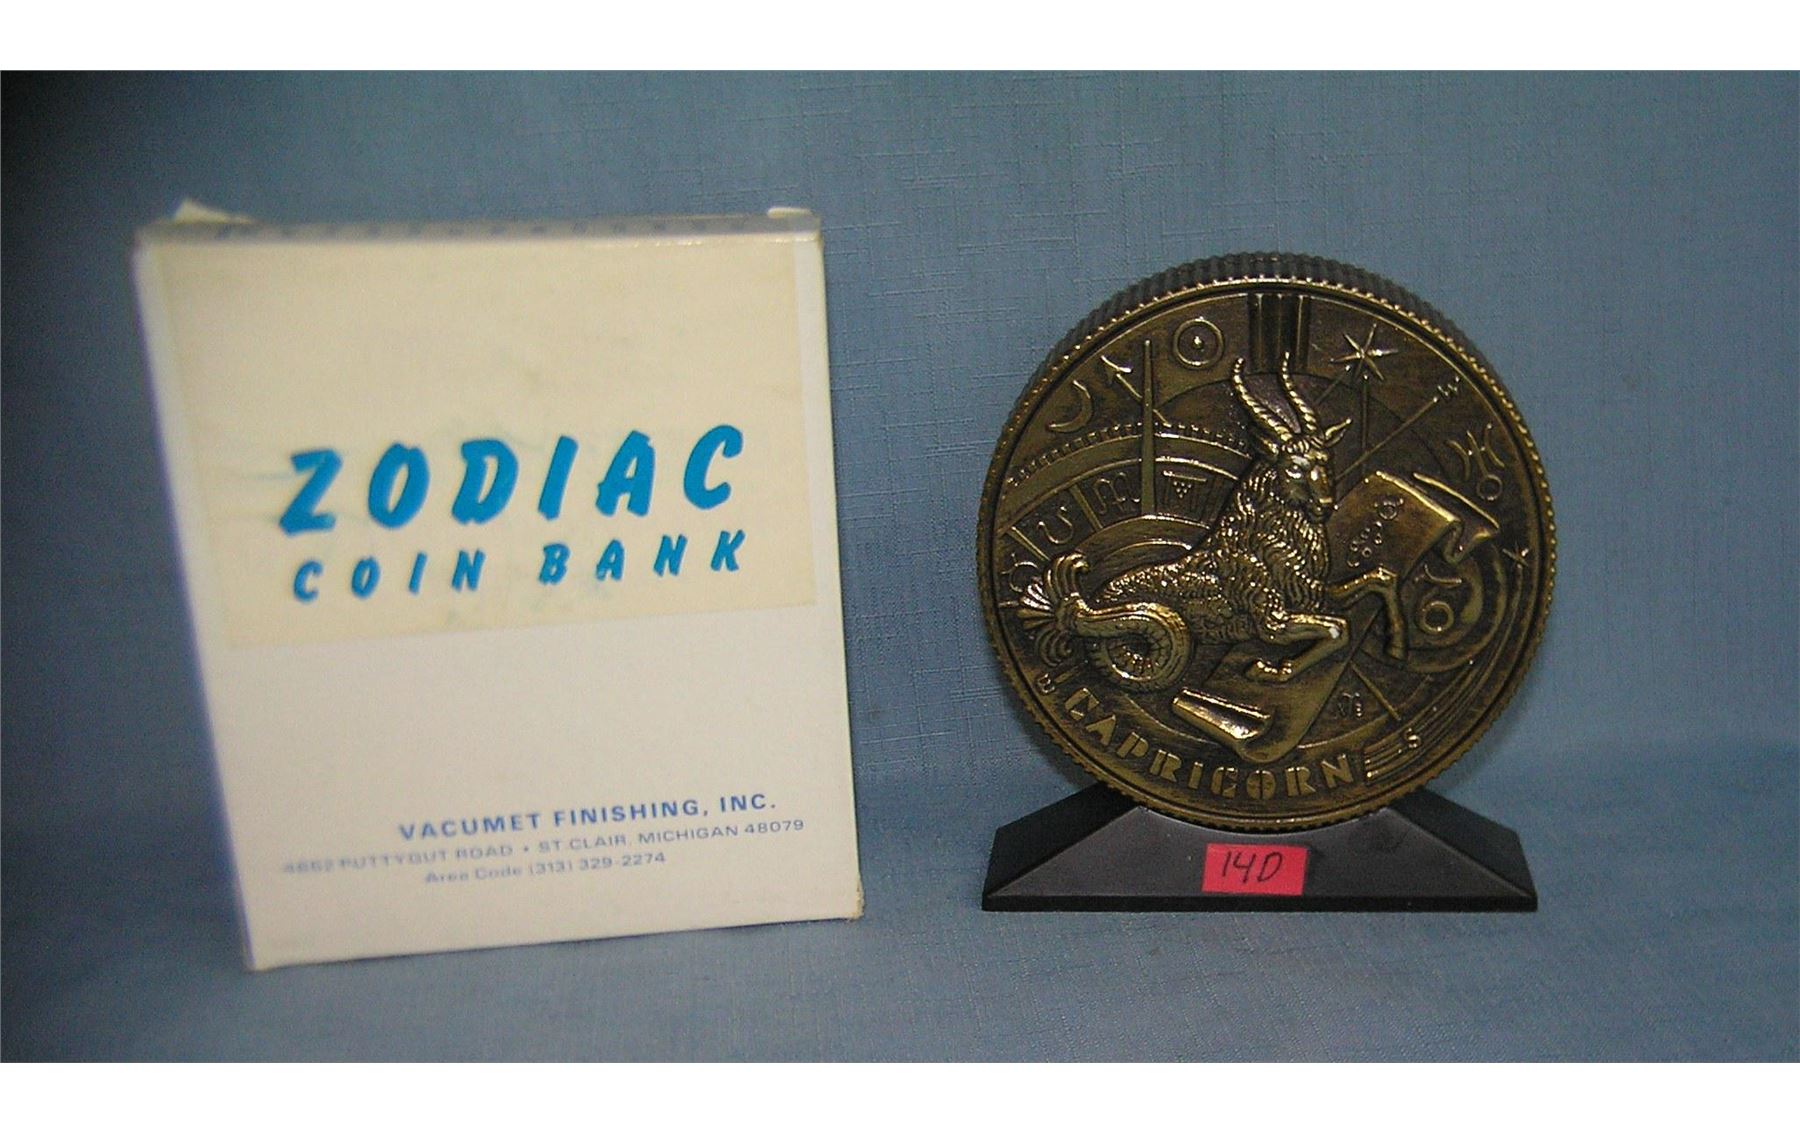 ZODIAC
COIN BANK
VACUMET FINISHING, INC.
4662 PUTTYGUT ROAD • ST. CLAIR, MICHIGAN 48079
Area Code (313) 329-2274
CAPRICORN
14D